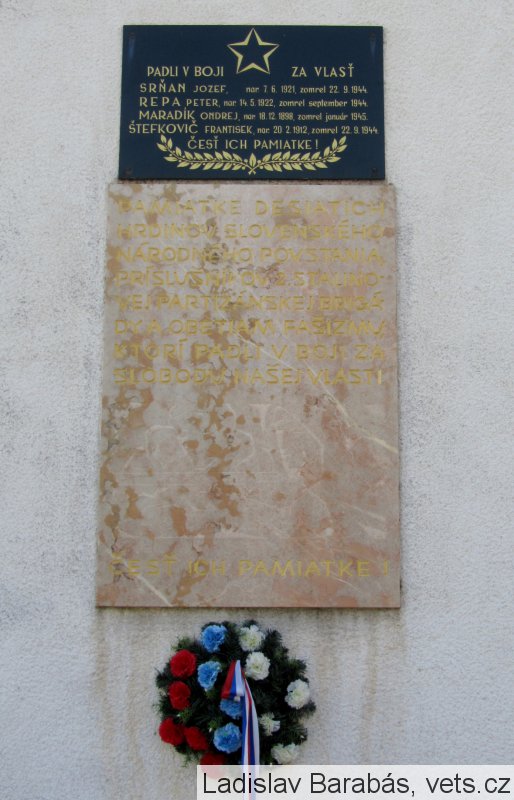 PADLI V BOJI ZA VLASŤ
SRŇAN JOZEF, nar 7. 6. 1921, zomrel 22. 9. 1944.
REPA PETER, nar 14. 5. 1922, zomrel september 1944.
MARADÍK ONDREJ, nar 18. 12. 1898, zomrel január 1945.
ŠTEFKOVIČ FRANTISEK, nar 20. 2. 1912, zomrel 22. 9. 1944.
ČESŤ ICH PAMIATKE!
PAMIATKE DESIATICH
HRDINOV SLOVENSKÉHO
NÁRODNÉHO POVSTANIA,
PRÍSLUŠNÍKOV 2. STALINO-
VEJ PARTIZÁNSKEJ BRIGÁ-
DY A OBETIAM FAŠIZMU,
KTORÍ PADLI V BOJI ZA
SLOBODU NAŠEJ VLASTI
ČESŤ ICH PAMIATKE!
Ladislav Barabás, vets.cz